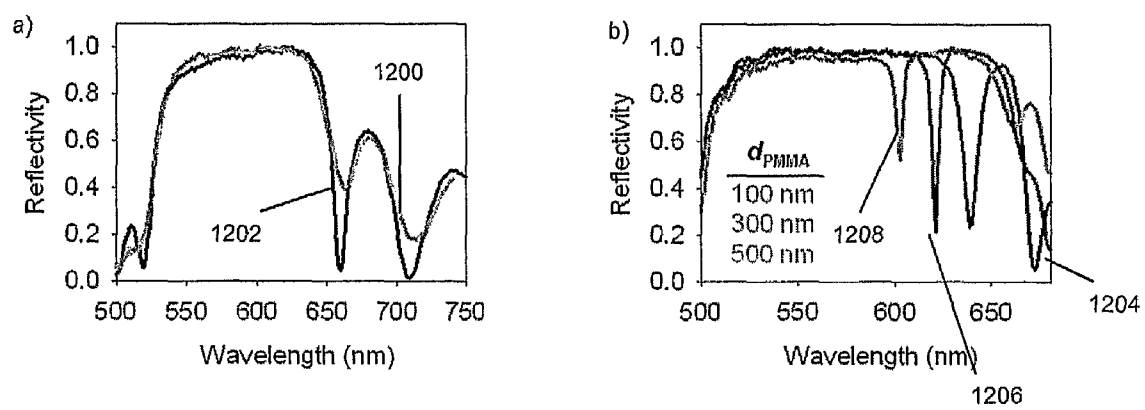 a)
1.0
0.8
0.6
0.4
0.2
0.0
Reflectivity
1200
1202
500 550 600 650 700 750
Wavelength (nm)
b)
1.0
0.8
0.6
0.4
0.2
0.0
Reflectivity
dPMMA
100 nm
300 nm
500 nm
1208
1204
1206
500 600 650
Wavelength (nm)